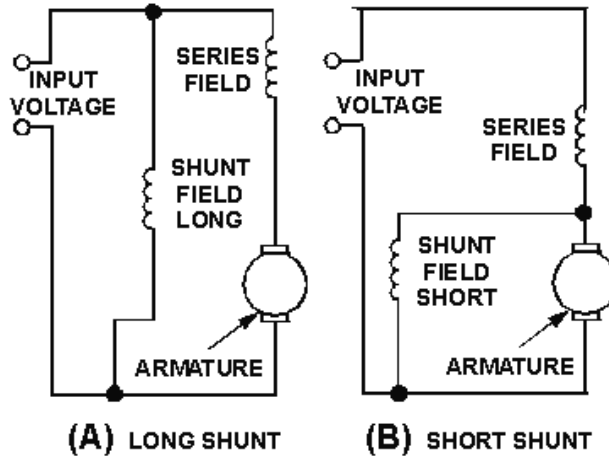 INPUT
VOLTAGE
SERIES
FIELD
SHUNT
FIELD
LONG
ARMATURE
(A) LONG SHUNT
INPUT
VOLTAGE
SERIES
FIELD
SHUNT
FIELD
SHORT
ARMATURE
(B) SHORT SHUNT